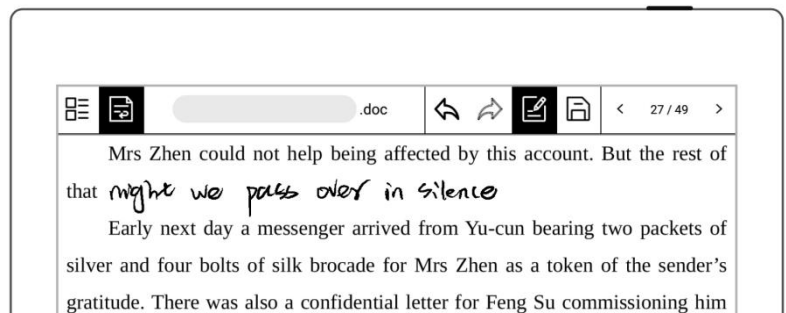 .doc
27 / 49
Mrs Zhen could not help being affected by this account. But the rest of
that night we pass over in silence
Early next day a messenger arrived from Yu-cun bearing two packets of
silver and four bolts of silk brocade for Mrs Zhen as a token of the sender’s
gratitude. There was also a confidential letter for Feng Su commissioning him